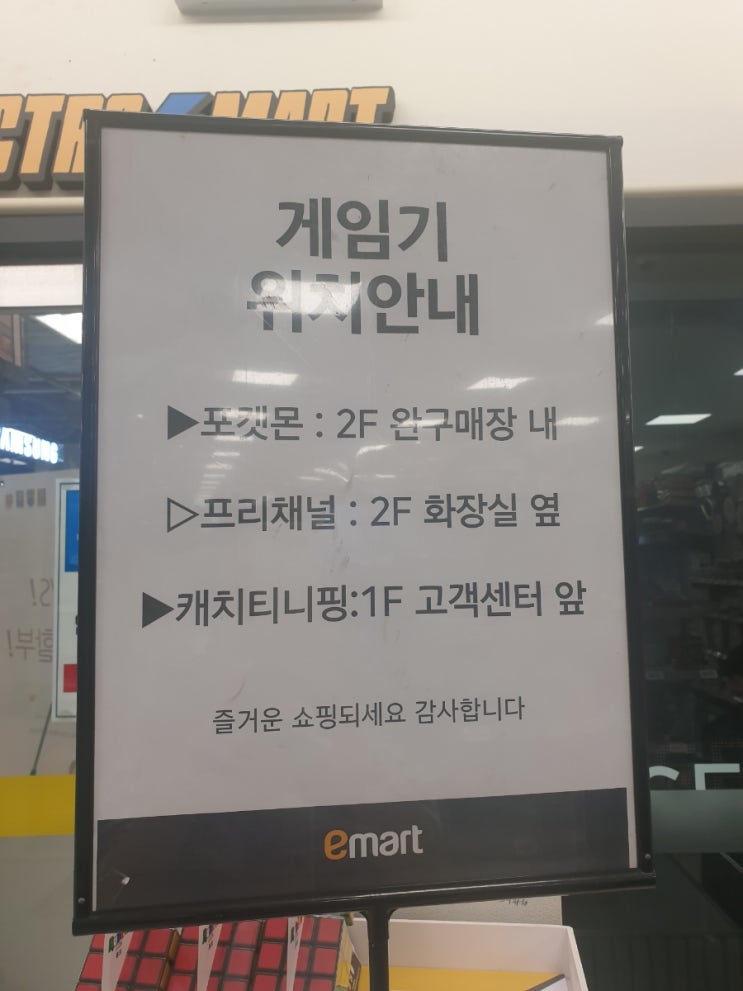 게임기
위치안내
▶포켓몬 : 2F 완구매장 내
▷프리채널 : 2F 화장실 옆
▶캐치티니핑:1F 고객센터 앞
즐거운 쇼핑되세요 감사합니다
emart
SAMSUNG